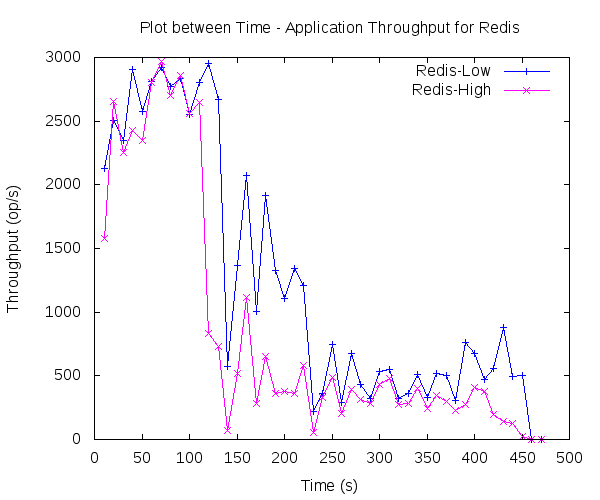 Plot between Time - Application Throughput for Redis
Redis-Low
Redis-High
Throughput (op/s)
3000
2500
2000
1500
1000
500
0
0 50 100 150 200 250 300 350 400 450 500
Time (s)